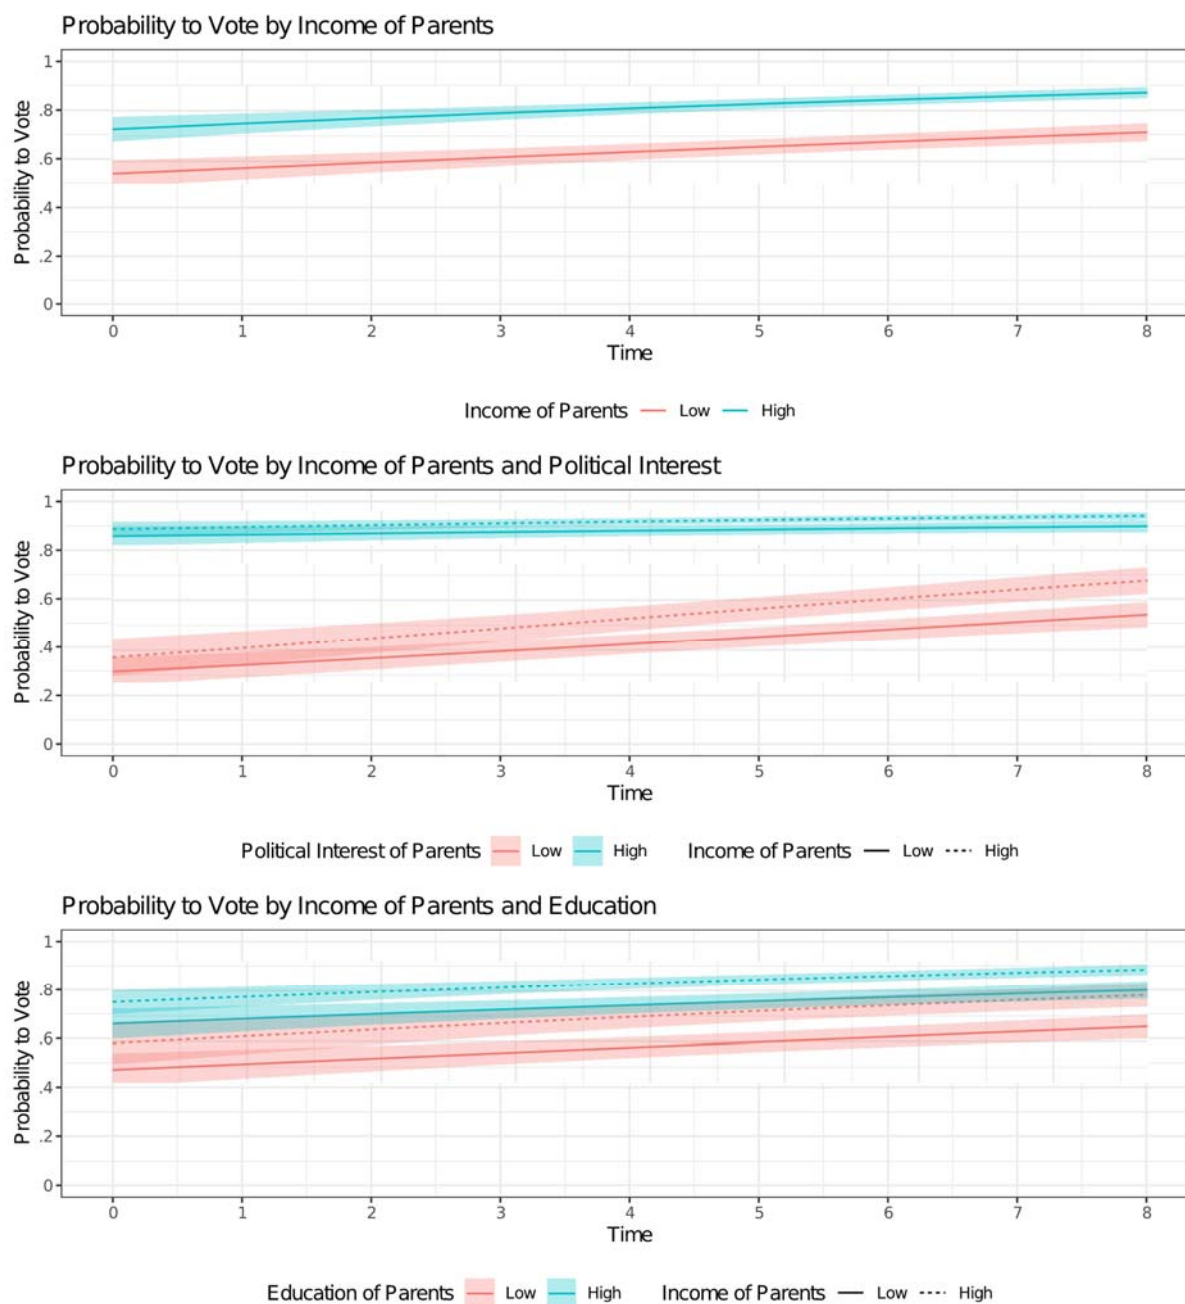 Probability to Vote by Income of Parents
Probability to Vote
1
.8
.6
.4
.2
0
0 1 2 3 4 5 6 7 8
Time
Income of Parents Low High
Probability to Vote by Income of Parents and Political Interest
Probability to Vote
1
.8
.6
.4
.2
0
0 1 2 3 4 5 6 7 8
Time
Political Interest of Parents Low High Income of Parents Low High
Probability to Vote by Income of Parents and Education
Probability to Vote
1
.8
.6
.4
.2
0
0 1 2 3 4 5 6 7 8
Time
Education of Parents Low High Income of Parents Low High